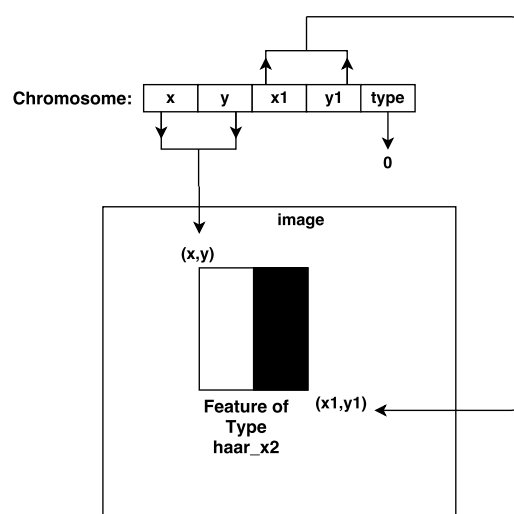 Chromosome: x y x1 y1 type
0
image
(x,y)
(x1,y1)
Feature of
Type
haar_x2